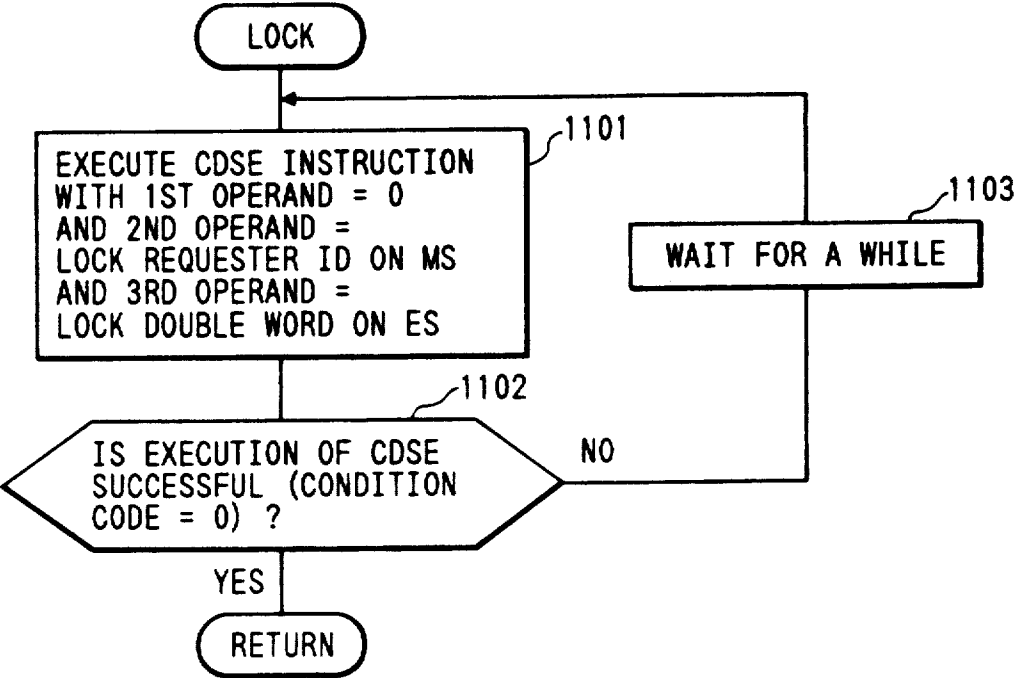 LOCK
1101
EXECUTE CDSE INSTRUCTION
WITH 1ST OPERAND = 0
AND 2ND OPERAND =
LOCK REQUESTER ID ON MS
AND 3RD OPERAND =
LOCK DOUBLE WORD ON ES
1103
WAIT FOR A WHILE
1102
IS EXECUTION OF CDSE
SUCCESSFUL (CONDITION
CODE = 0) ?
NO
YES
RETURN